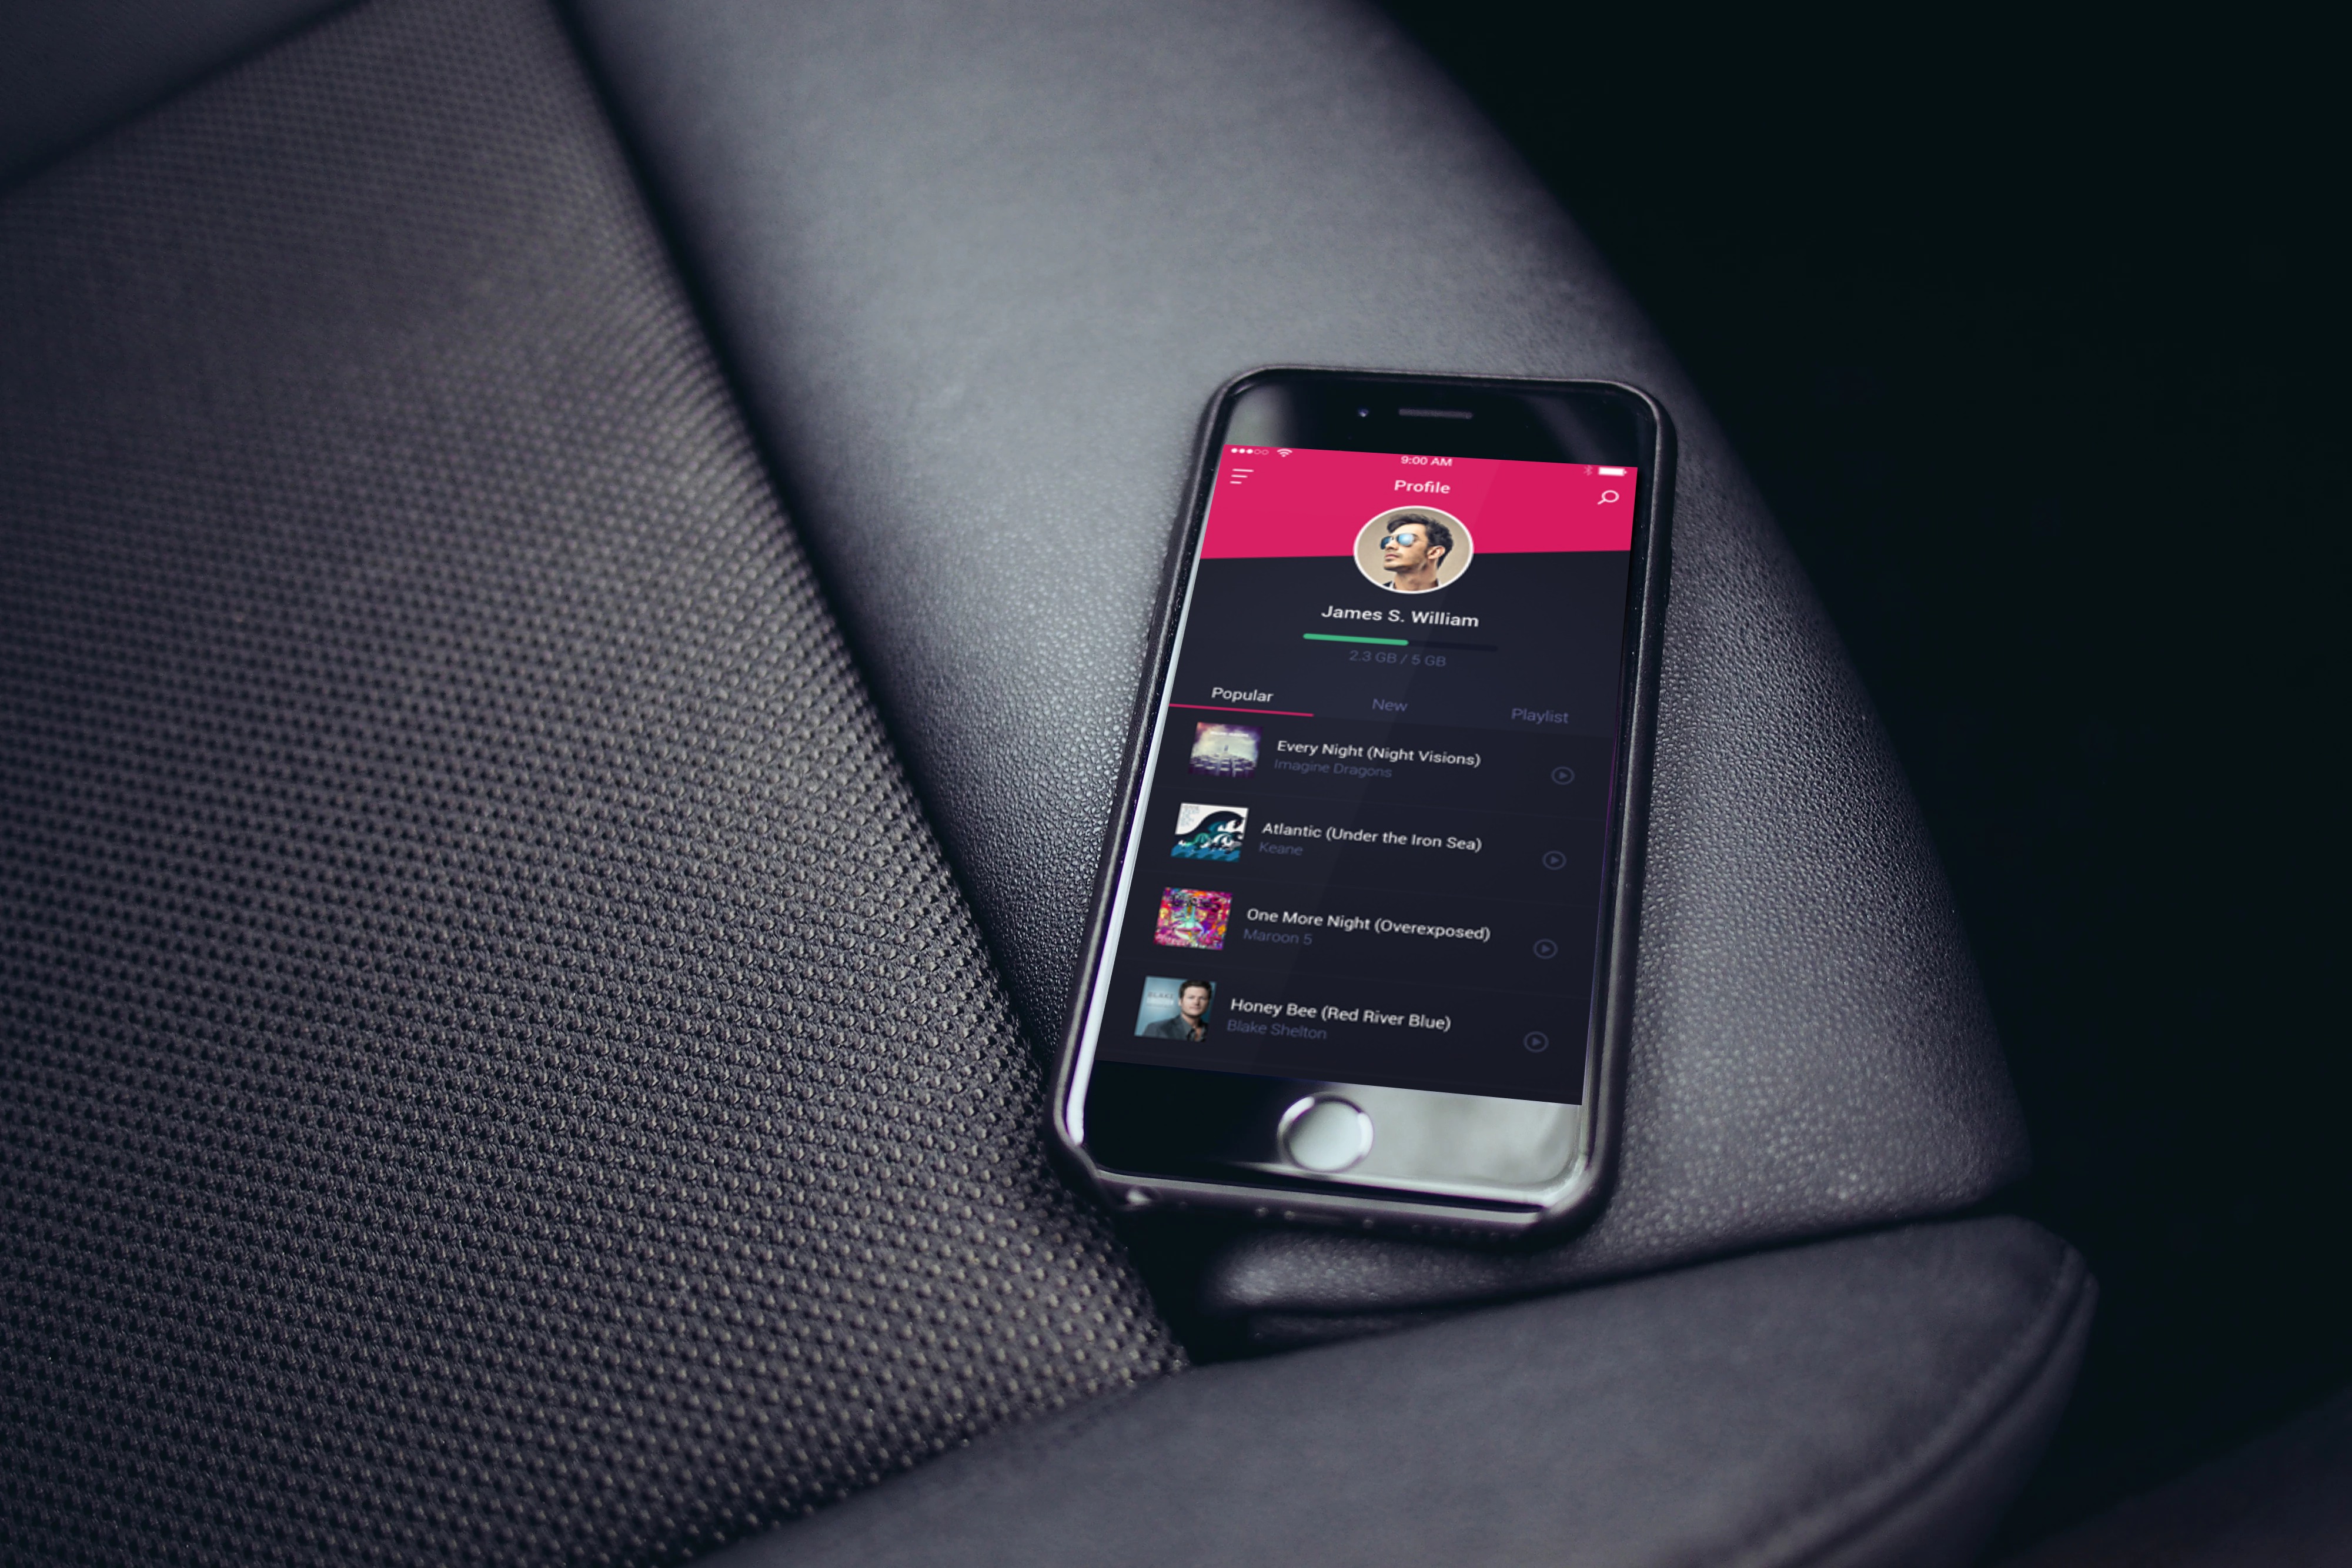 9:00 AM
Profile
James S. William
2.3 GB / 5 GB
Popular New Playlist
Every Night (Night Visions)
Imagine Dragons
Atlantic (Under the Iron Sea)
Keane
One More Night (Overexposed)
Maroon 5
BLAKE
Honey Bee (Red River Blue)
Blake Shelton